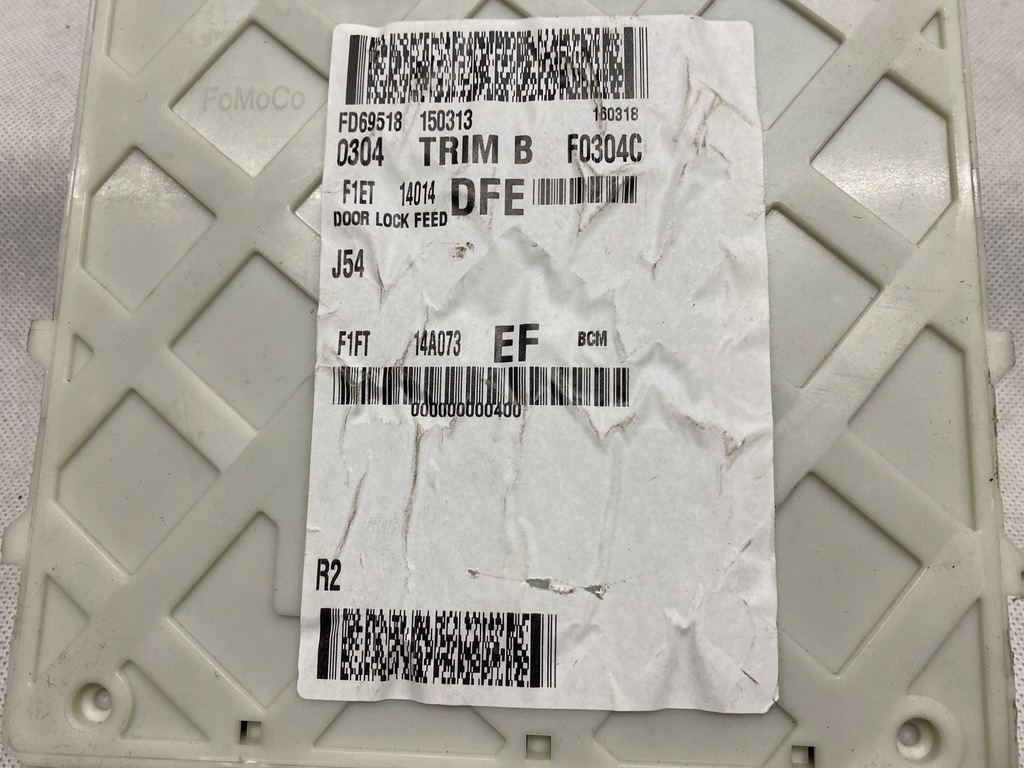 FoMoCo
FD69518 150313 160318
0304 TRIM B F0304C
F1ET 14014 DFE
DOOR LOCK FEED
J54
F1FT 14A073 EF BCM
000000000400
R2